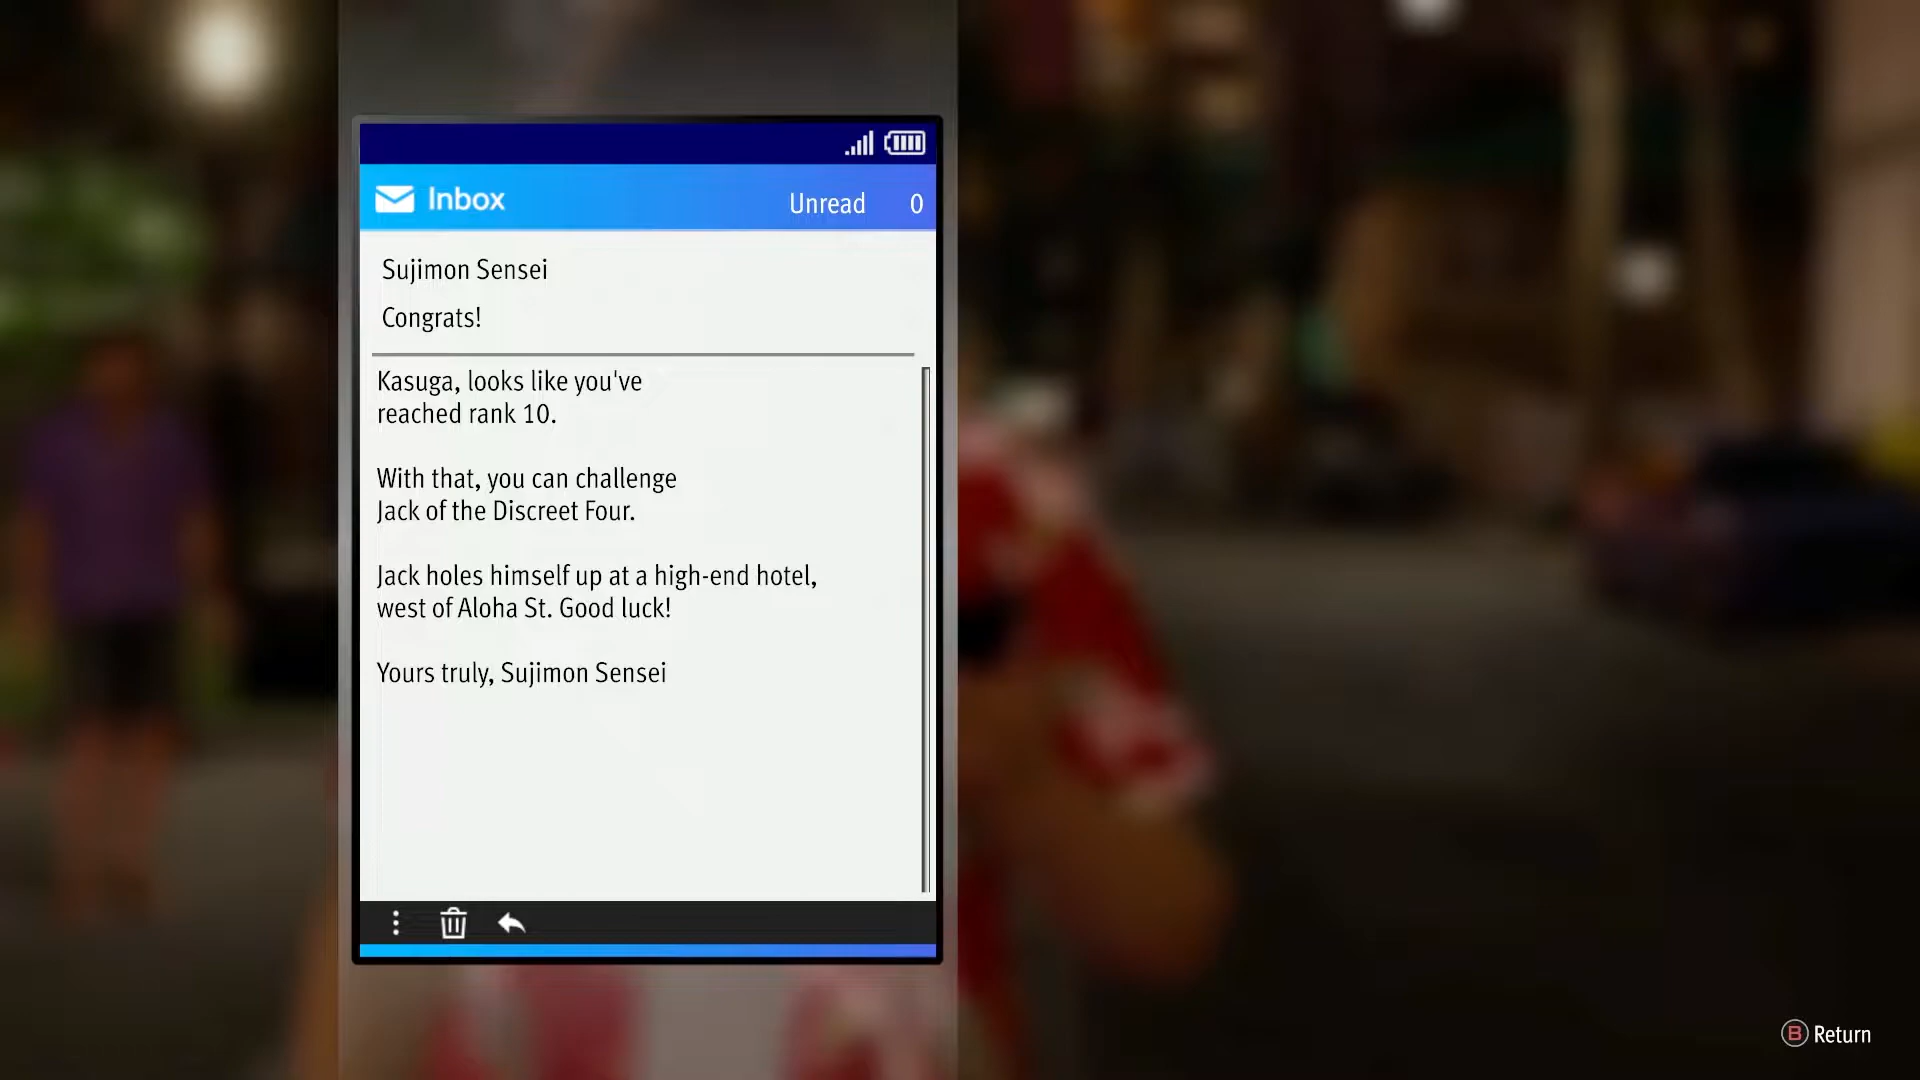 Inbox
Unread 0
Sujimon Sensei
Congrats!
Kasuga, looks like you've
reached rank 10.
With that, you can challenge
Jack of the Discreet Four.
Jack holes himself up at a high-end hotel,
west of Aloha St. Good luck!
Yours truly, Sujimon Sensei
B Return